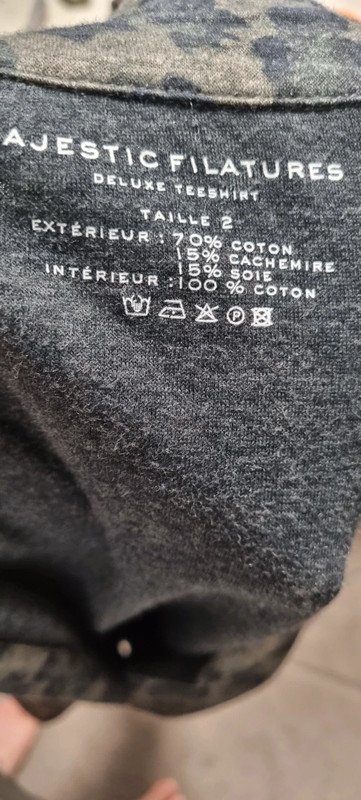 AJESTIC FILATURES
DELUXE TEESHIRT
TAILLE 2
EXTÉRIEUR : 70% COTON
15% CACHEMIRE
15% SOIE
INTÉRIEUR : 100 % COTON
P